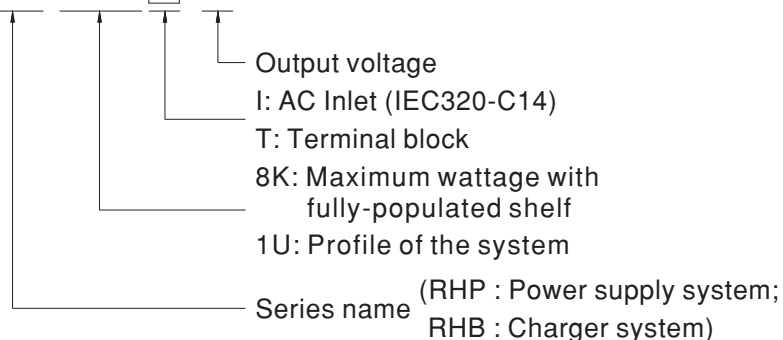 Output voltage
I: AC Inlet (IEC320-C14)
T: Terminal block
8K: Maximum wattage with
fully-populated shelf
1U: Profile of the system
Series name (RHP : Power supply system;
RHB : Charger system)